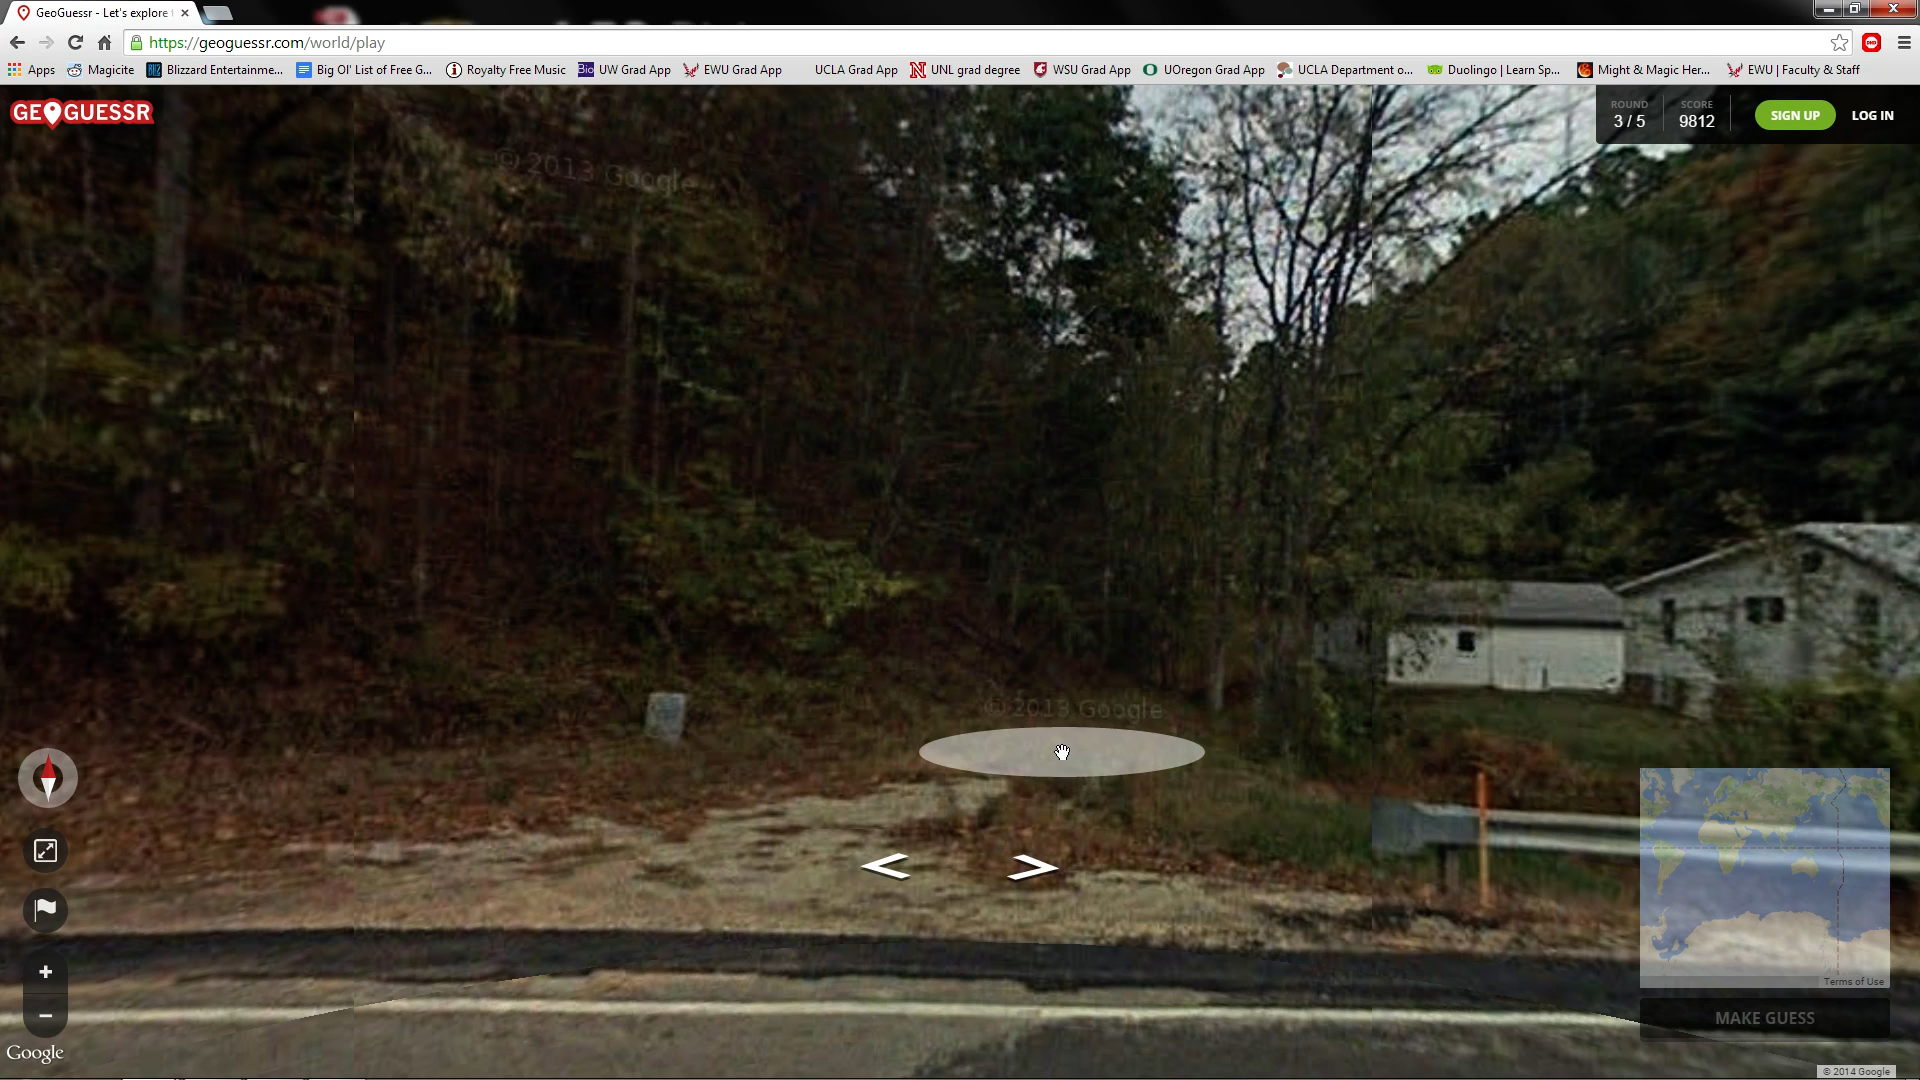 GeoGuessr - Let's explore t
https://geoguessr.com/world/play
Apps Magicite Blizzard Entertainme... Big Ol' List of Free G... Royalty Free Music Bio UW Grad App EWU Grad App UCLA Grad App UNL grad degree WSU Grad App UOregon Grad App UCLA Department o... Duolingo | Learn Sp... Might & Magic Her... EWU | Faculty & Staff
GEOGUESSR
ROUND
3 / 5
SCORE
9812
SIGN UP
LOG IN
© 2013 Google
© 2013 Google
Terms of Use
MAKE GUESS
Google
© 2014 Google